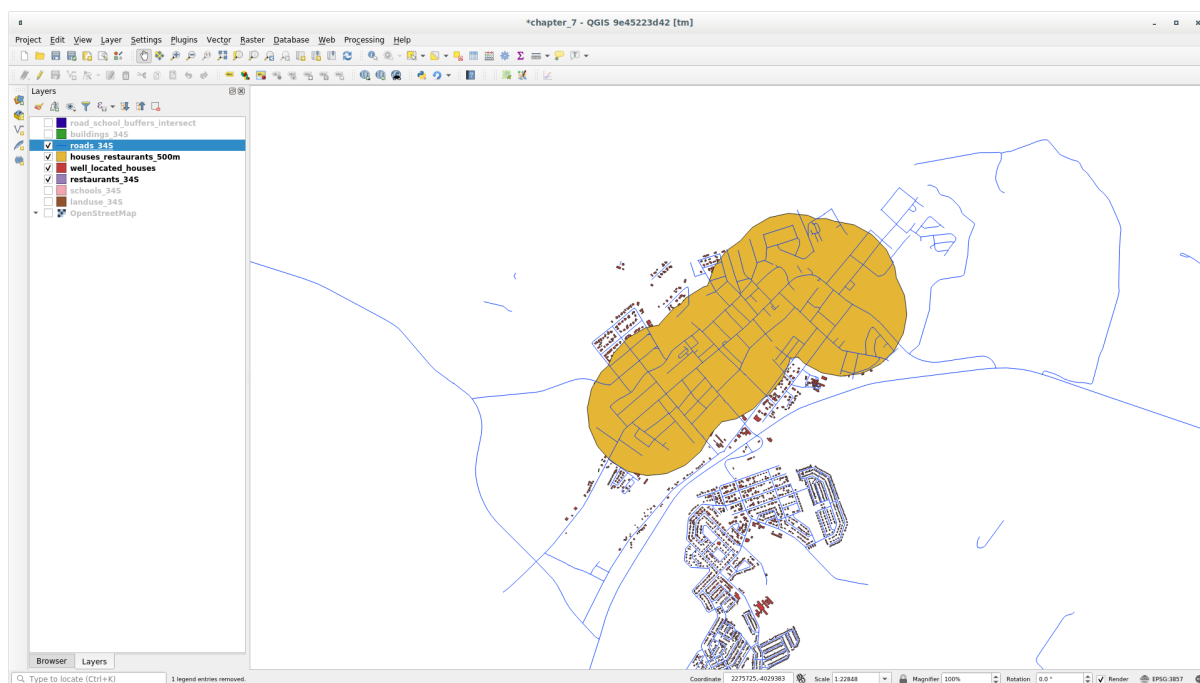 *chapter_7 - QGIS 9e45223d42 [tm]
Project Edit View Layer Settings Plugins Vector Raster Database Web Processing Help
Layers
road_school_buffers_intersect
buildings_34S
roads_34S
houses_restaurants_500m
well_located_houses
restaurants_34S
schools_34S
landuse_34S
OpenStreetMap
Browser Layers
Type to locate (Ctrl+K) 1 legend entries removed. Coordinate 2275725,-4029383 Scale 1:22848 Magnifier 100% Rotation 0.0 ° Render EPSG:3857